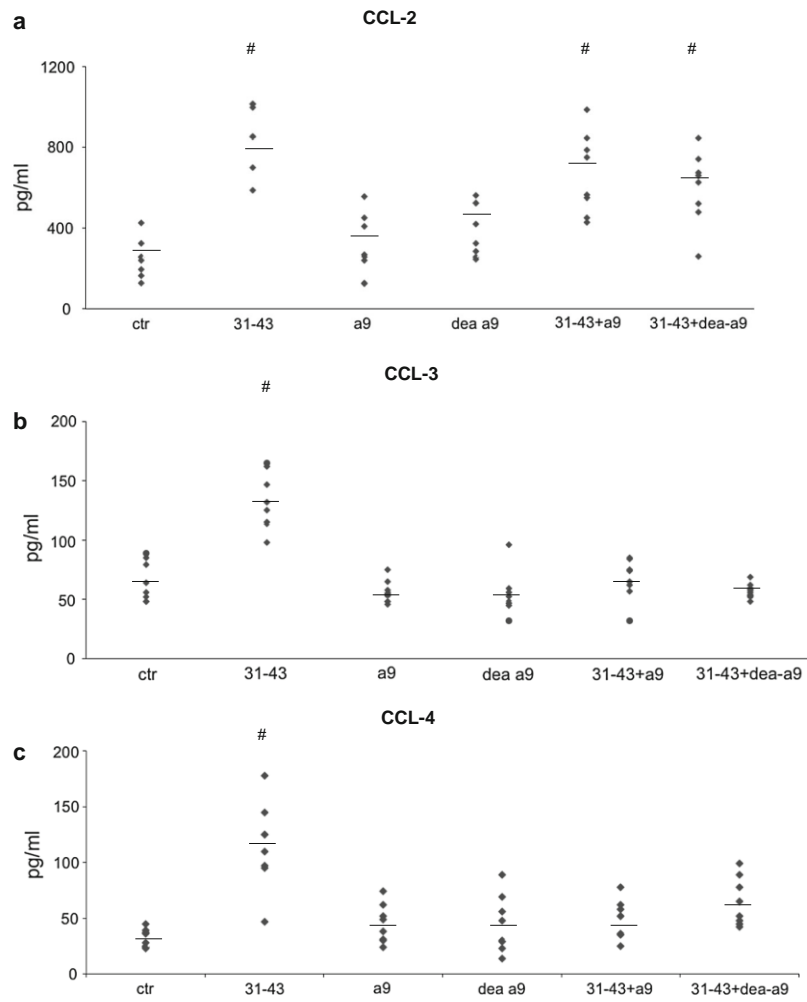 a
CCL-2
# # #
1200
800
400
0
pg/ml
ctr 31-43 a9 dea a9 31-43+a9 31-43+dea-a9
b
CCL-3
#
200
150
100
50
0
pg/ml
ctr 31-43 a9 dea a9 31-43+a9 31-43+dea-a9
c
CCL-4
#
200
150
100
50
0
pg/ml
ctr 31-43 a9 dea a9 31-43+a9 31-43+dea-a9